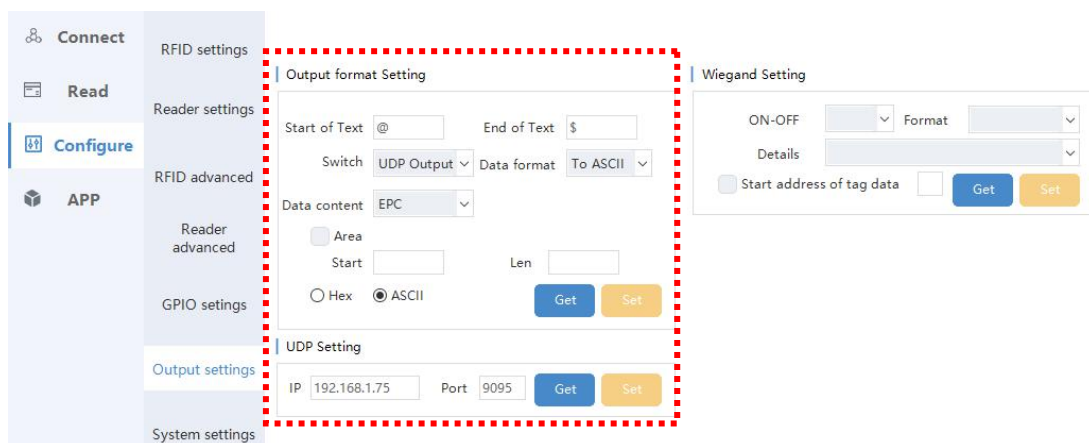 Connect
Read
Configure
APP
RFID settings
Reader settings
RFID advanced
Reader
advanced
GPIO setings
Output settings
System settings
Output format Setting
Start of Text @ End of Text $
Switch UDP Output Data format To ASCII
Data content EPC
Area
Start Len
Hex ASCII Get Set
UDP Setting
IP 192.168.1.75 Port 9095 Get Set
Wiegand Setting
ON-OFF Format
Details
Start address of tag data Get Set